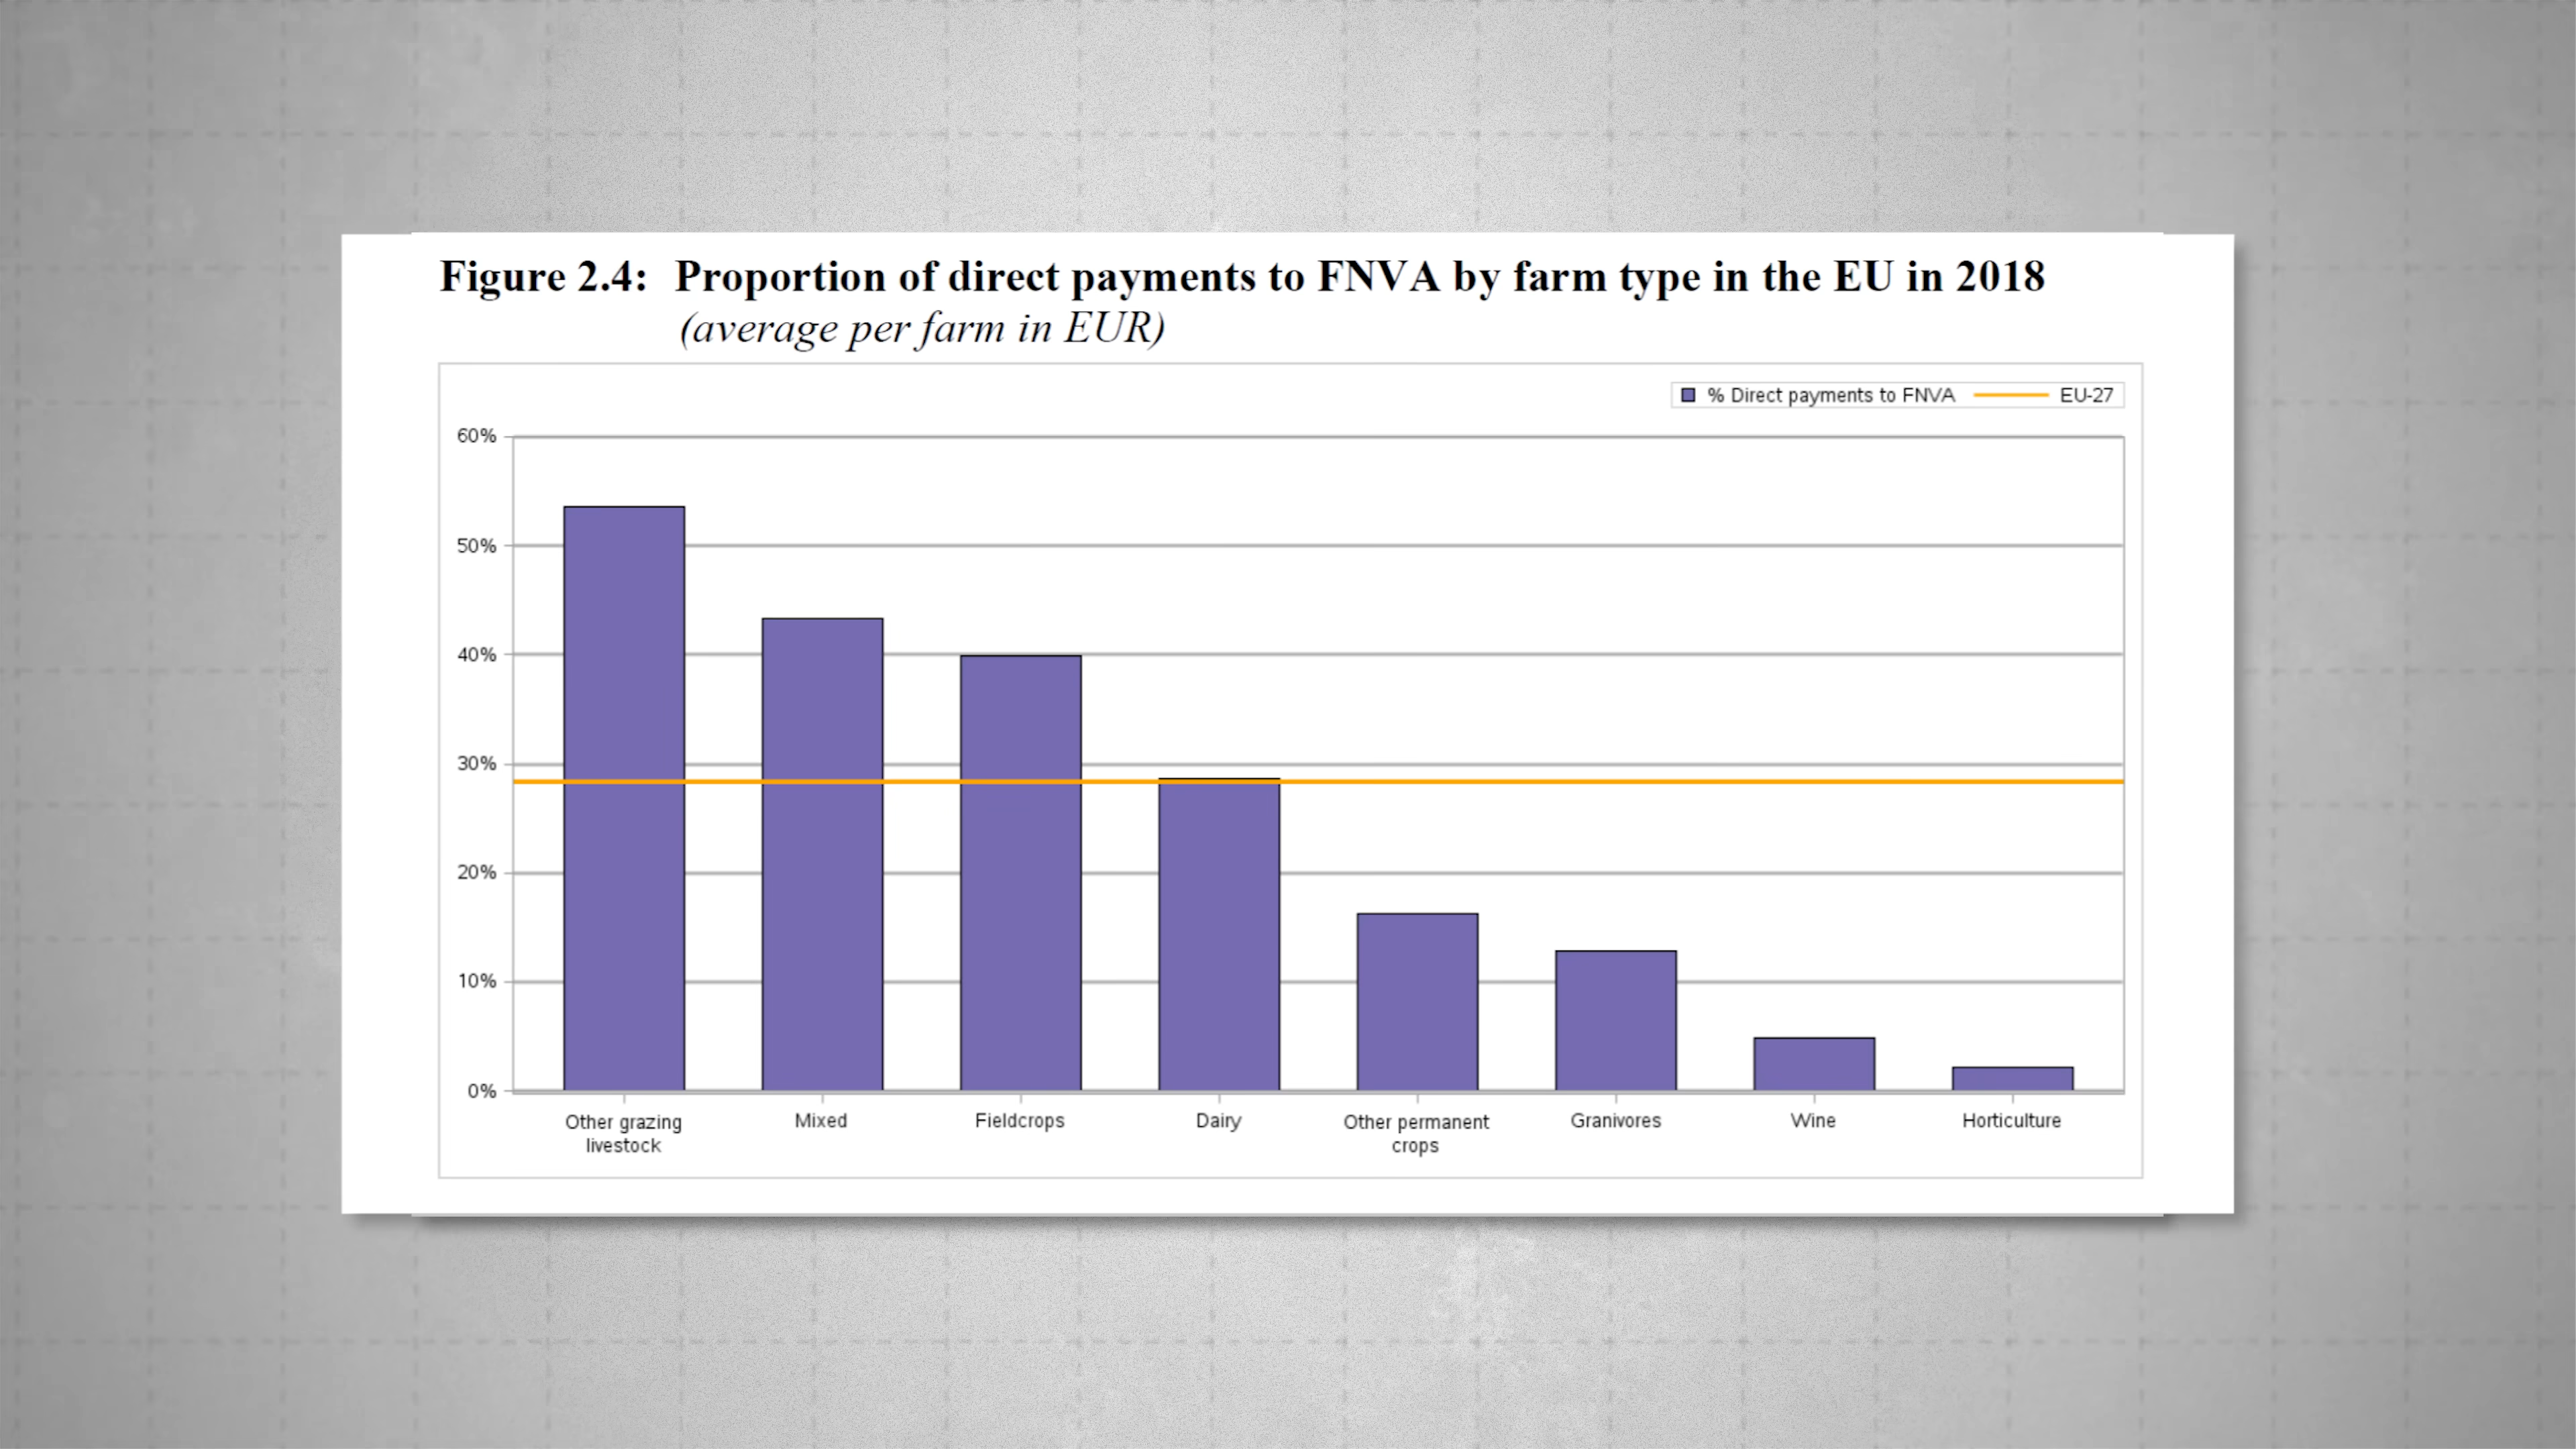 Figure 2.4: Proportion of direct payments to FNVA by farm type in the EU in 2018
(average per farm in EUR)
% Direct payments to FNVA EU-27
60%
50%
40%
30%
20%
10%
0%
Other grazing livestock
Mixed
Fieldcrops
Dairy
Other permanent crops
Granivores
Wine
Horticulture